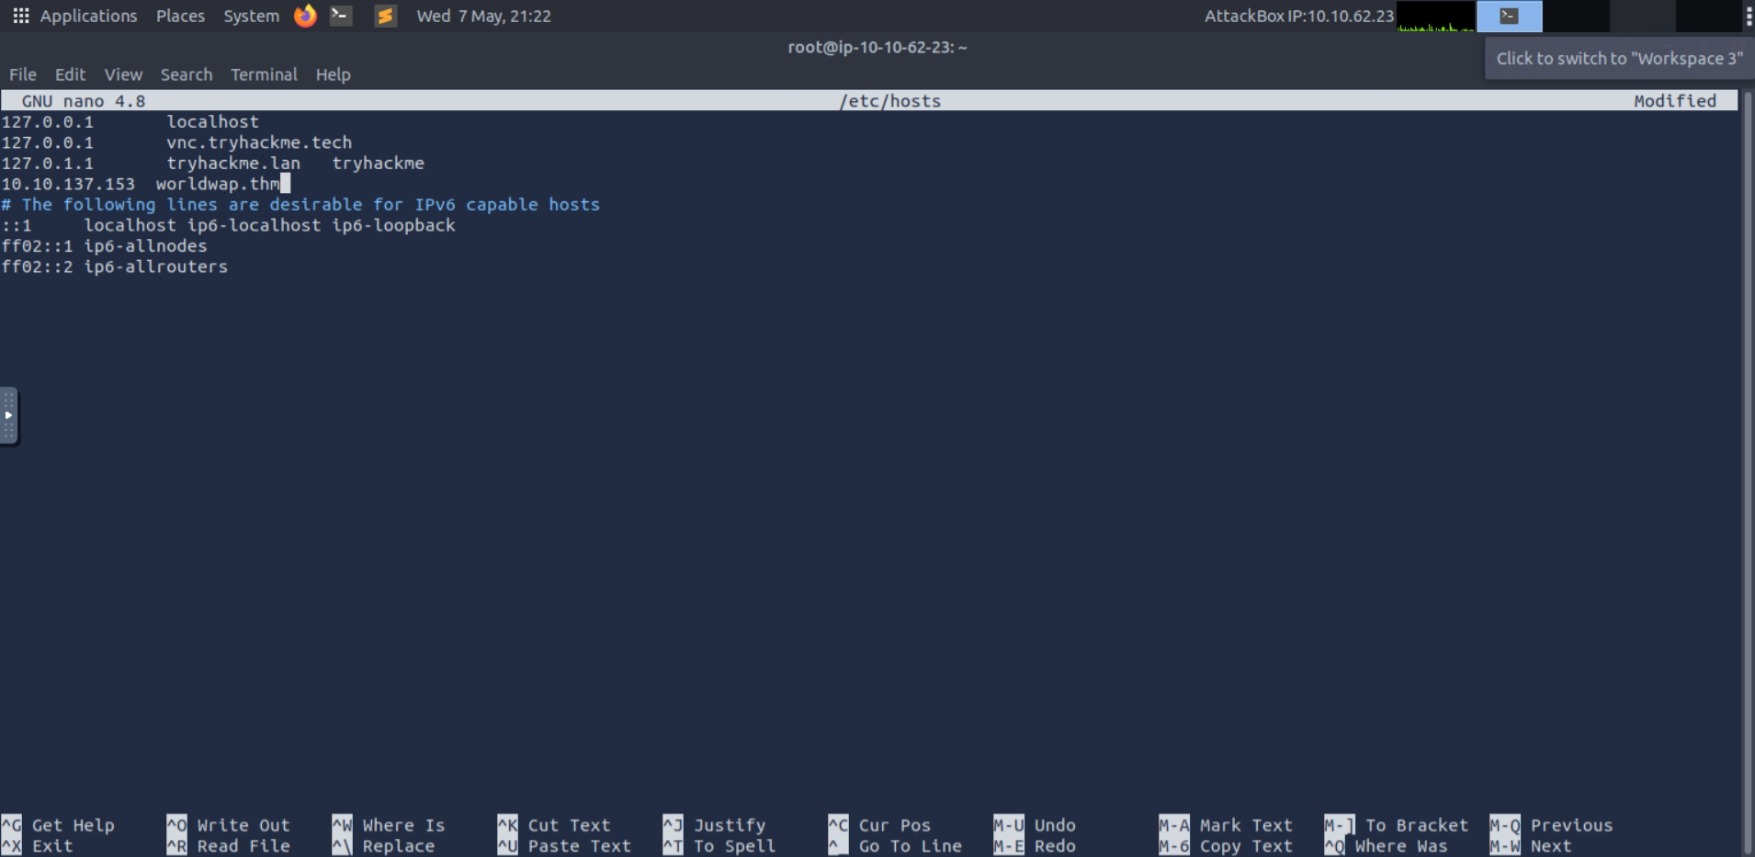 Applications Places System Wed 7 May, 21:22 AttackBox IP:10.10.62.23
root@ip-10-10-62-23: ~
Click to switch to "Workspace 3"
File Edit View Search Terminal Help
GNU nano 4.8 /etc/hosts Modified
127.0.0.1 localhost
127.0.0.1 vnc.tryhackme.tech
127.0.1.1 tryhackme.lan tryhackme
10.10.137.153 worldwap.thm
# The following lines are desirable for IPv6 capable hosts
::1 localhost ip6-localhost ip6-loopback
ff02::1 ip6-allnodes
ff02::2 ip6-allrouters
^G Get Help ^O Write Out ^W Where Is ^K Cut Text ^J Justify ^C Cur Pos M-U Undo M-A Mark Text M-] To Bracket M-Q Previous
^X Exit ^R Read File ^\ Replace ^U Paste Text ^T To Spell ^_ Go To Line M-E Redo M-6 Copy Text ^Q Where Was M-W Next